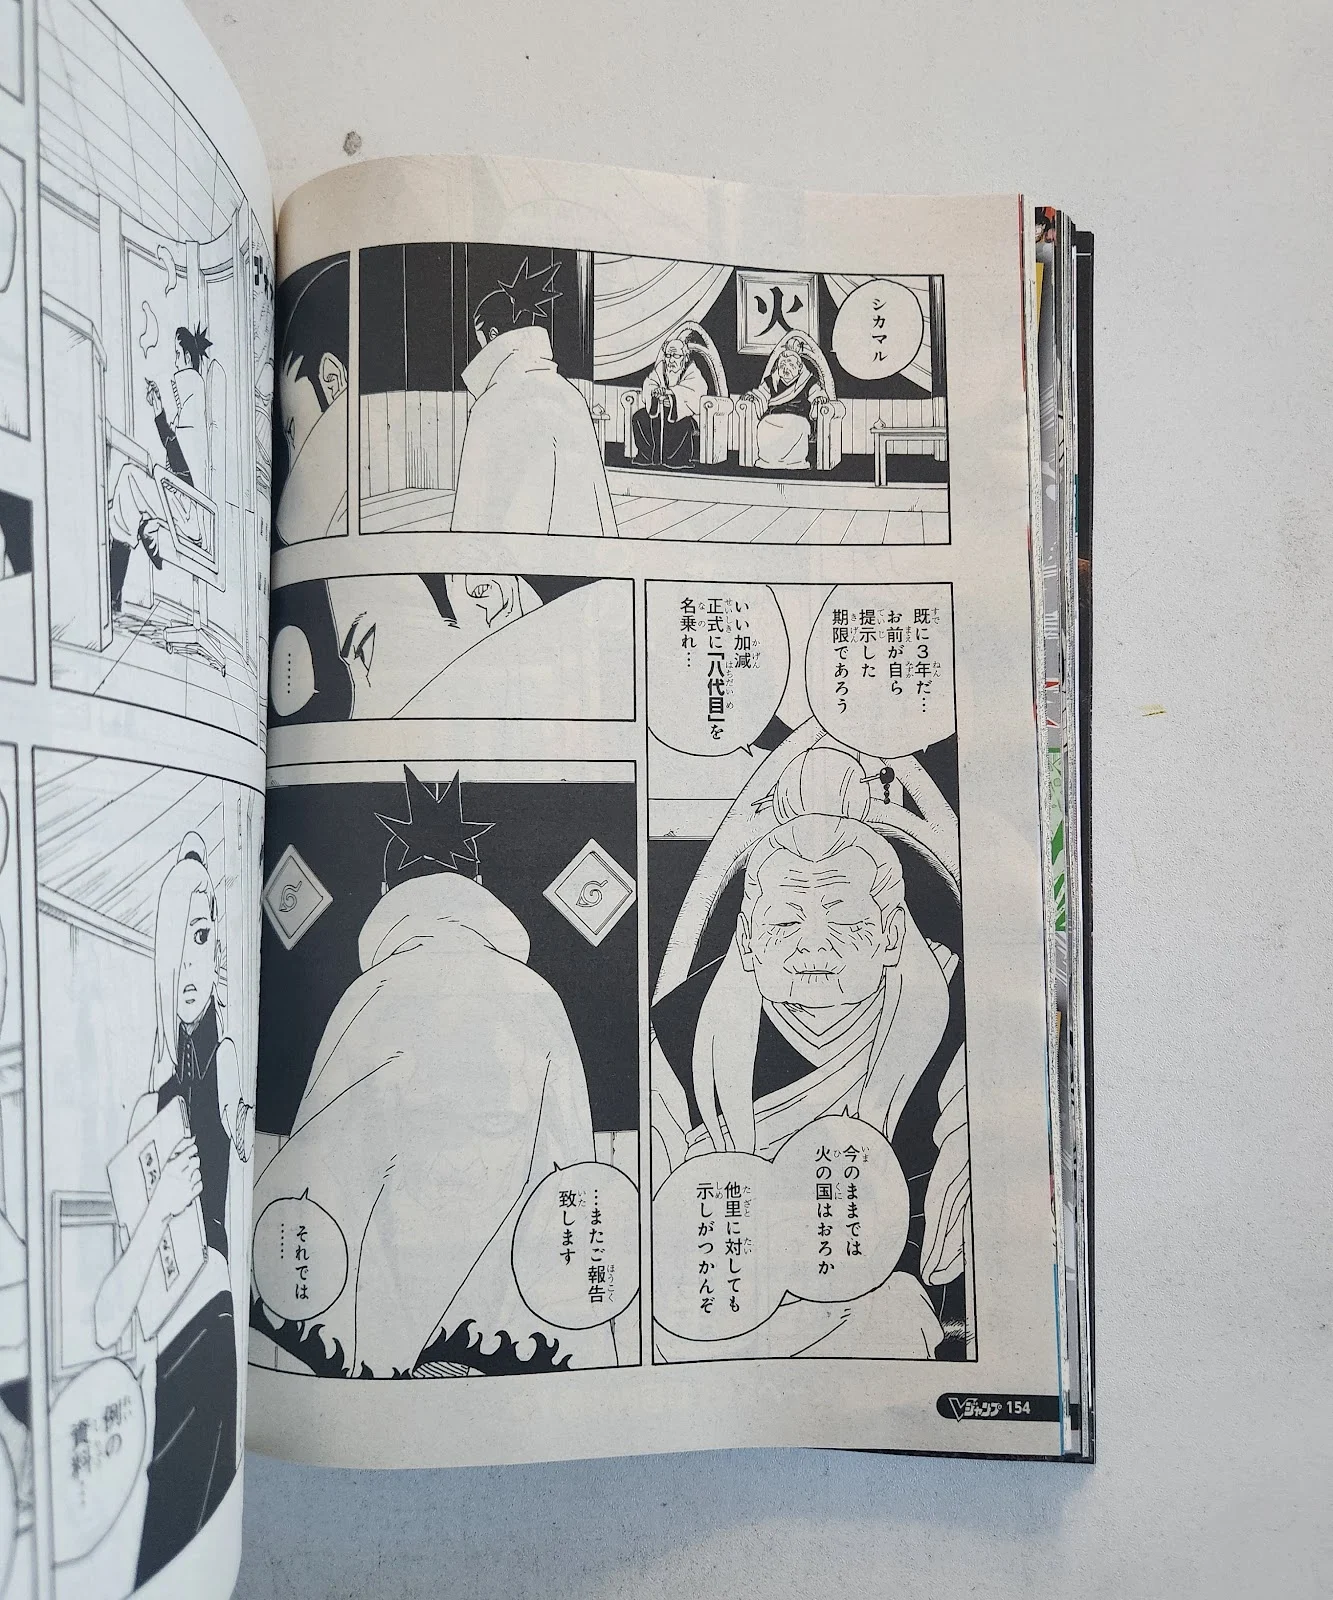 火
シカマル
既に3年だ…
お前が自ら
提示した
期限であろう
いい加減
正式に「八代目」を
名乗れ…
……
今のままでは
火の国はおろか
他里に対しても
示しがつかんぞ
…またご報告
致します
それでは
……
Vジャンプ 154
例の
資料…